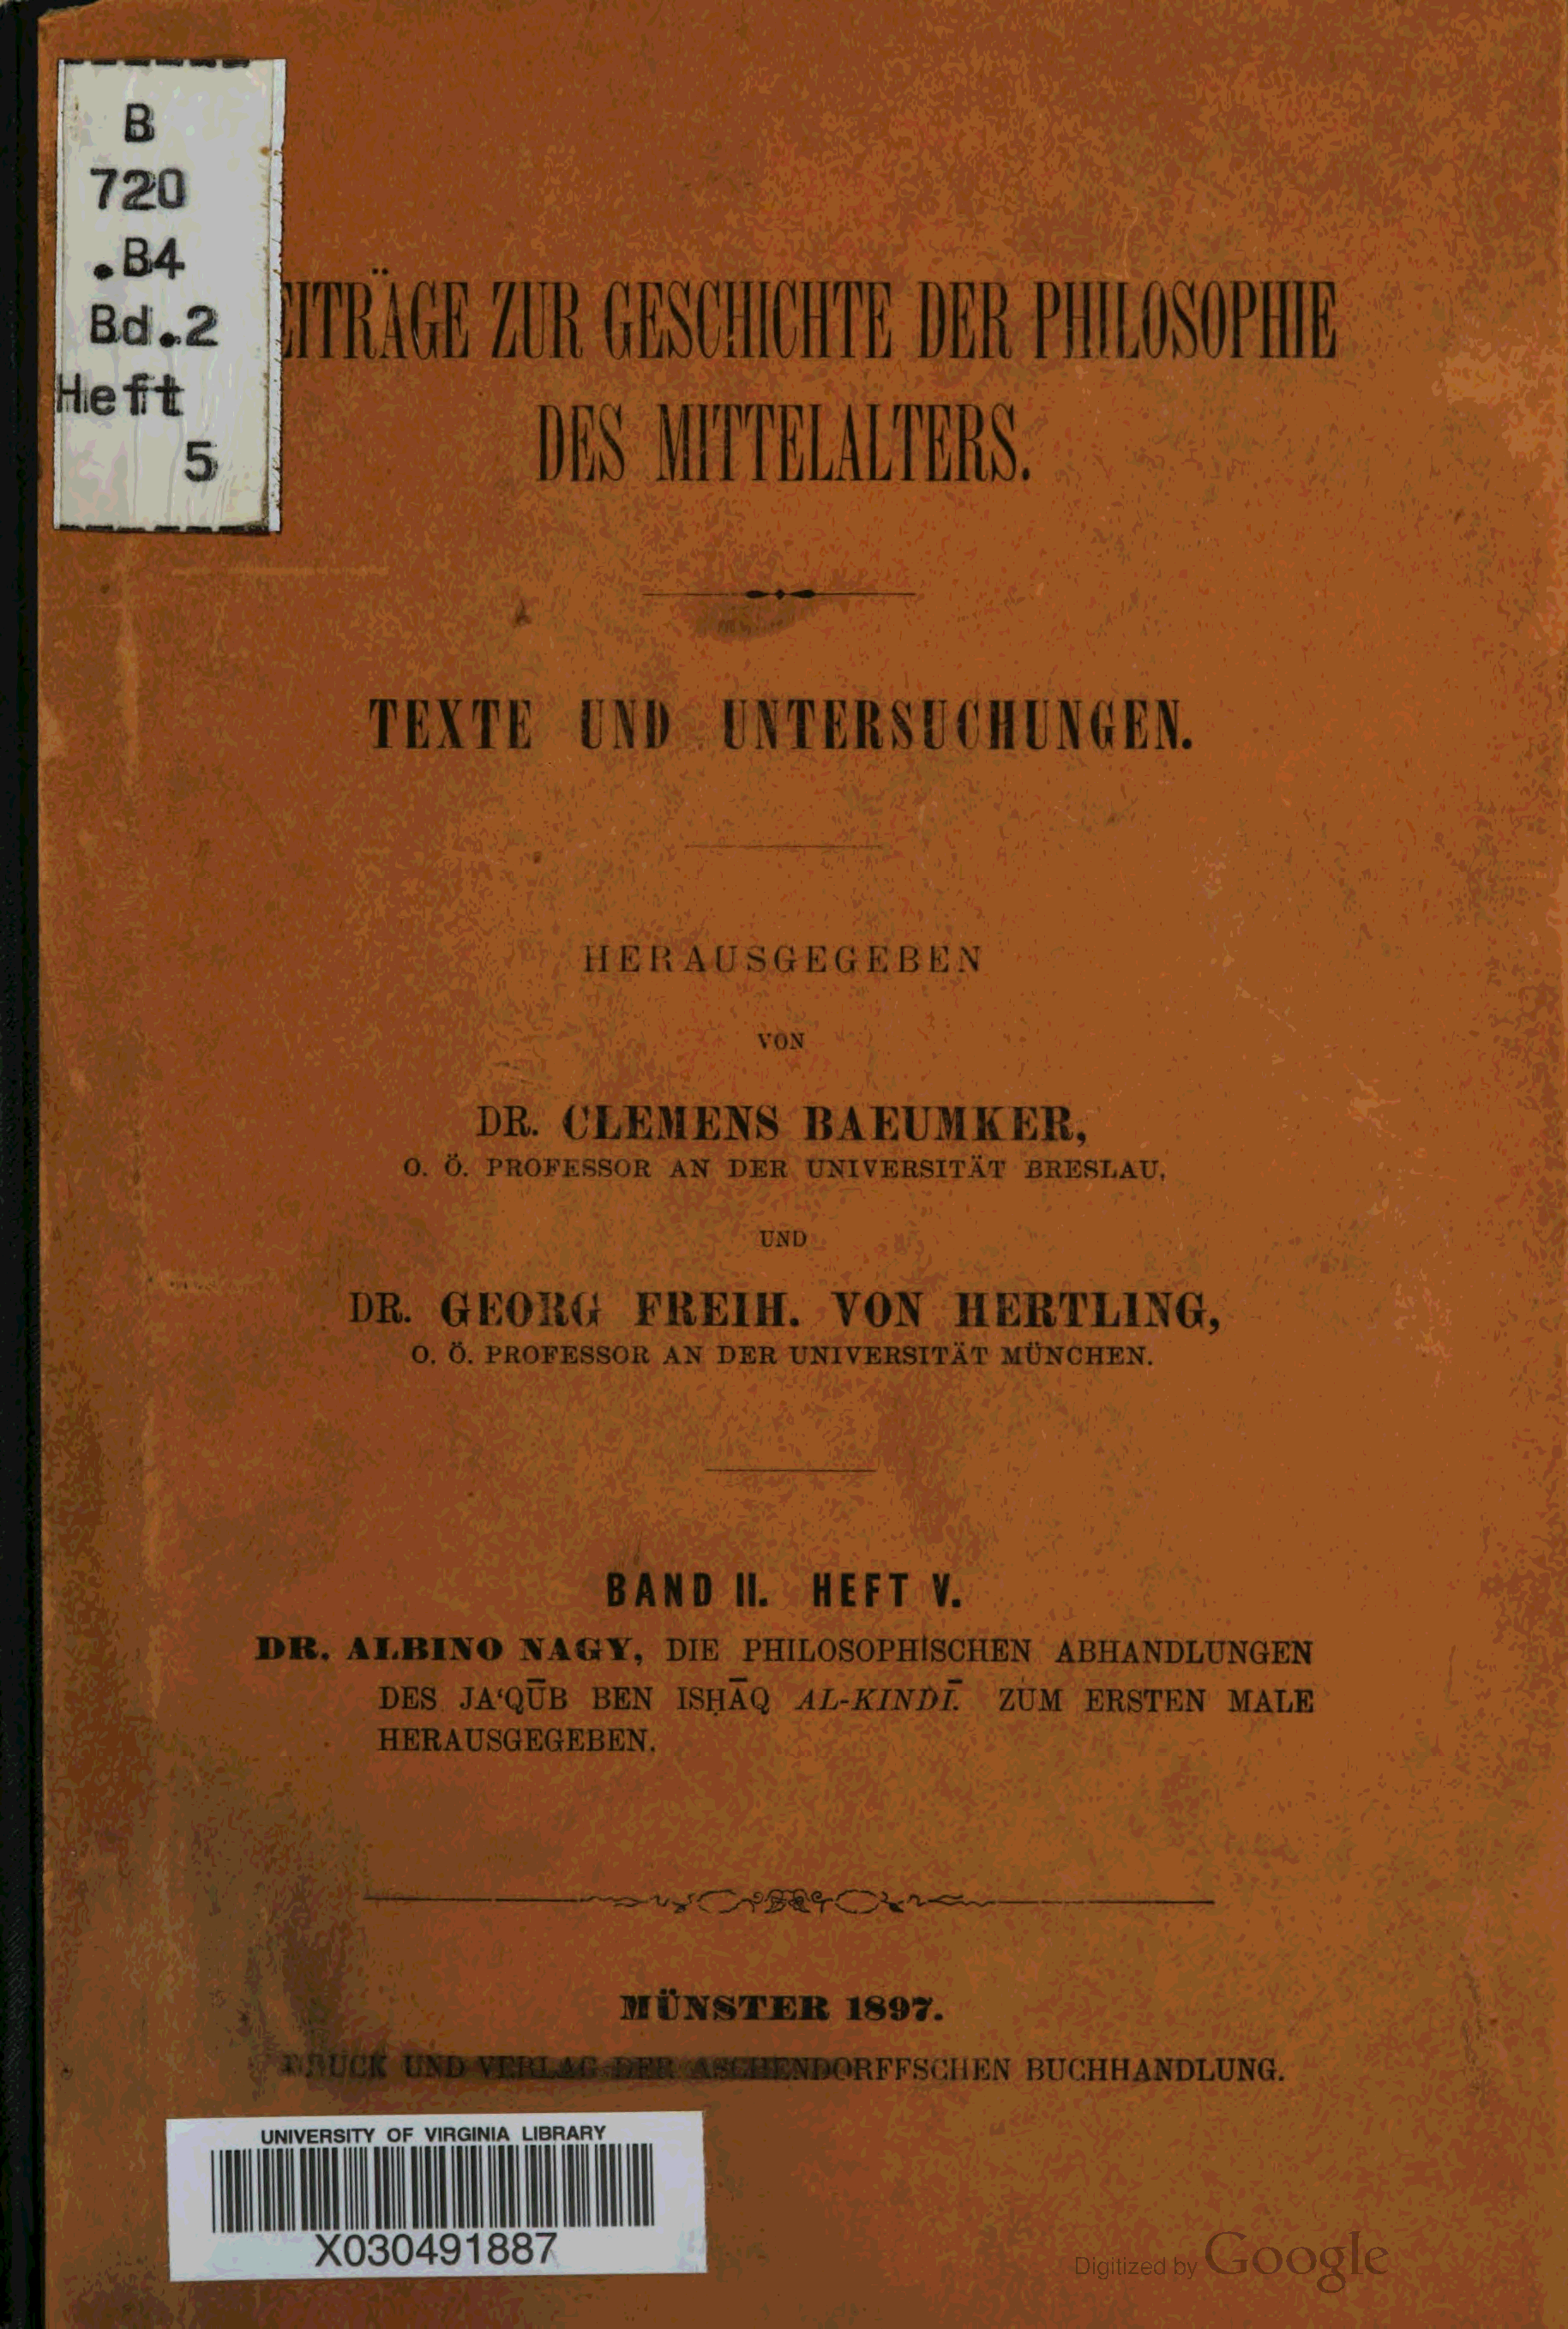 B
720
.B4
Bd.2
Heft
5
EITRÄGE ZUR GESCHICHTE DER PHILOSOPHIE
DES MITTELALTERS.
TEXTE UND UNTERSUCHUNGEN.
HERAUSGEGEBEN
VON
DR. CLEMENS BAEUMKER,
O. Ö. PROFESSOR AN DER UNIVERSITÄT BRESLAU,
UND
DR. GEORG FREIH. VON HERTLING,
O. Ö. PROFESSOR AN DER UNIVERSITÄT MÜNCHEN.
BAND II. HEFT V.
DR. ALBINO NAGY, DIE PHILOSOPHISCHEN ABHANDLUNGEN
DES JA‘QŪB BEN ISḤĀQ AL-KINDĪ. ZUM ERSTEN MALE
HERAUSGEGEBEN.
MÜNSTER 1897.
DRUCK UND VERLAG DER ASCHENDORFFSCHEN BUCHHANDLUNG.
UNIVERSITY OF VIRGINIA LIBRARY
X030491887
Digitized by Google